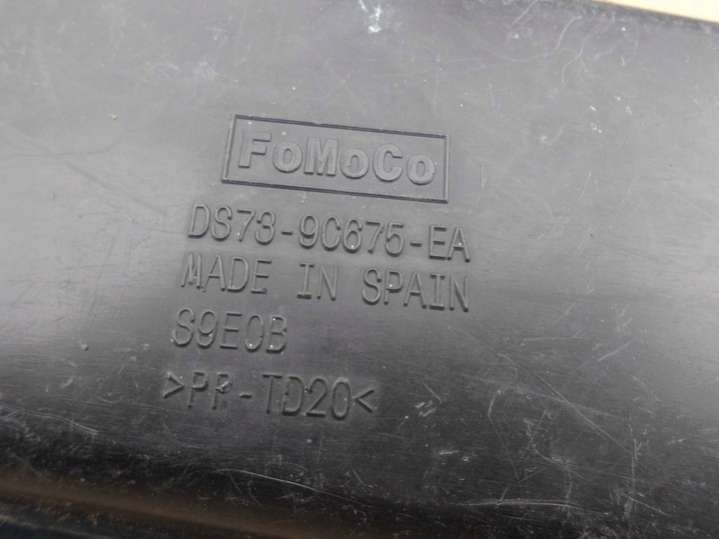 FoMoCo
DS73-9C675-EA
MADE IN SPAIN
S9E0B
>PP-TD20<